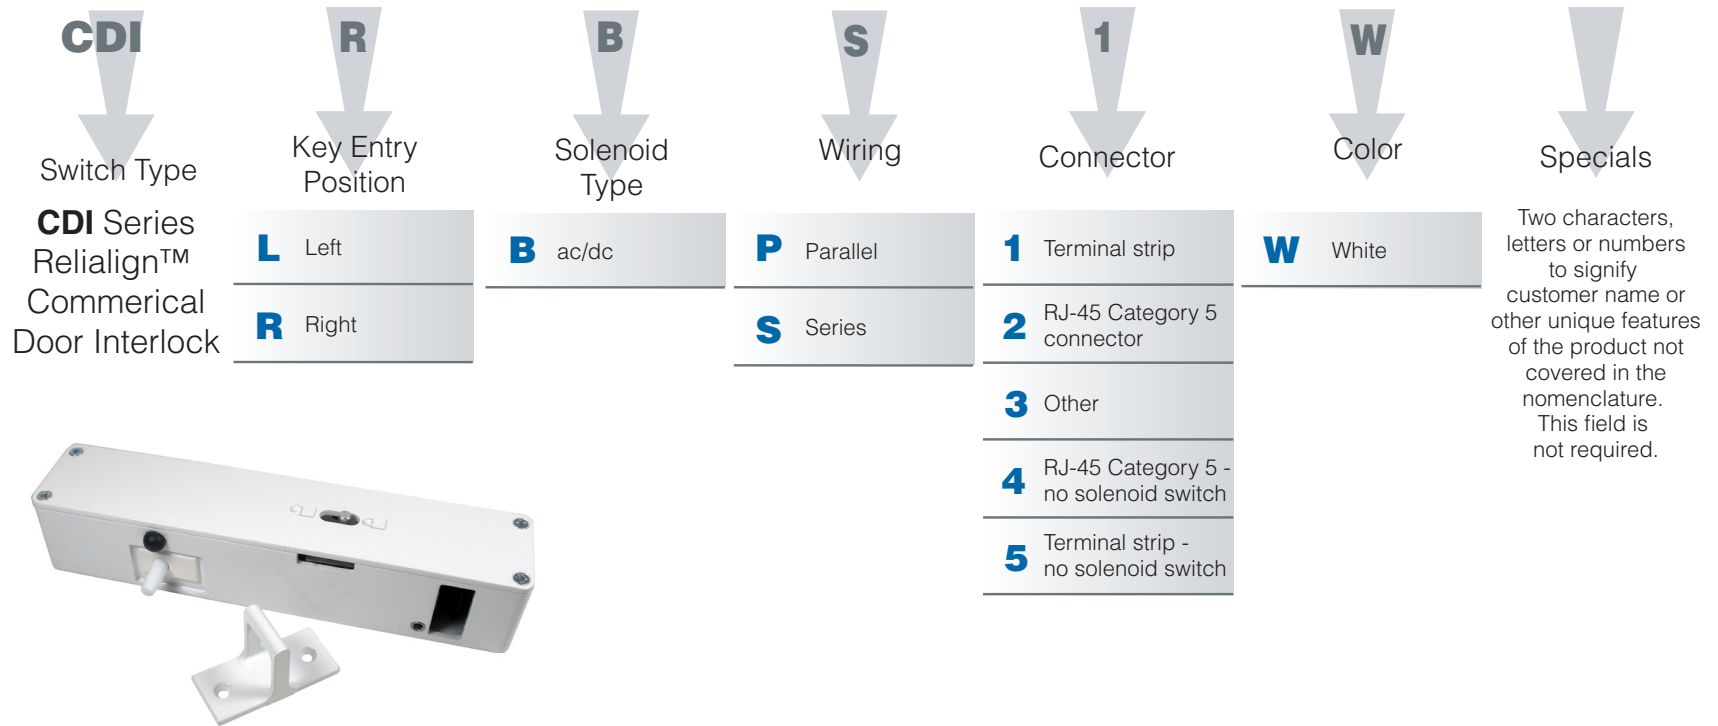 CDI
R
B
S
1
W
Switch Type
CDI Series
Relialign™
Commerical
Door Interlock
Key Entry
Position
L Left
R Right
Solenoid
Type
B ac/dc
Wiring
P Parallel
S Series
Connector
1 Terminal strip
2 RJ-45 Category 5
connector
3 Other
4 RJ-45 Category 5 -
no solenoid switch
5 Terminal strip -
no solenoid switch
Color
W White
Specials
Two characters,
letters or numbers
to signify
customer name or
other unique features
of the product not
covered in the
nomenclature.
This field is
not required.